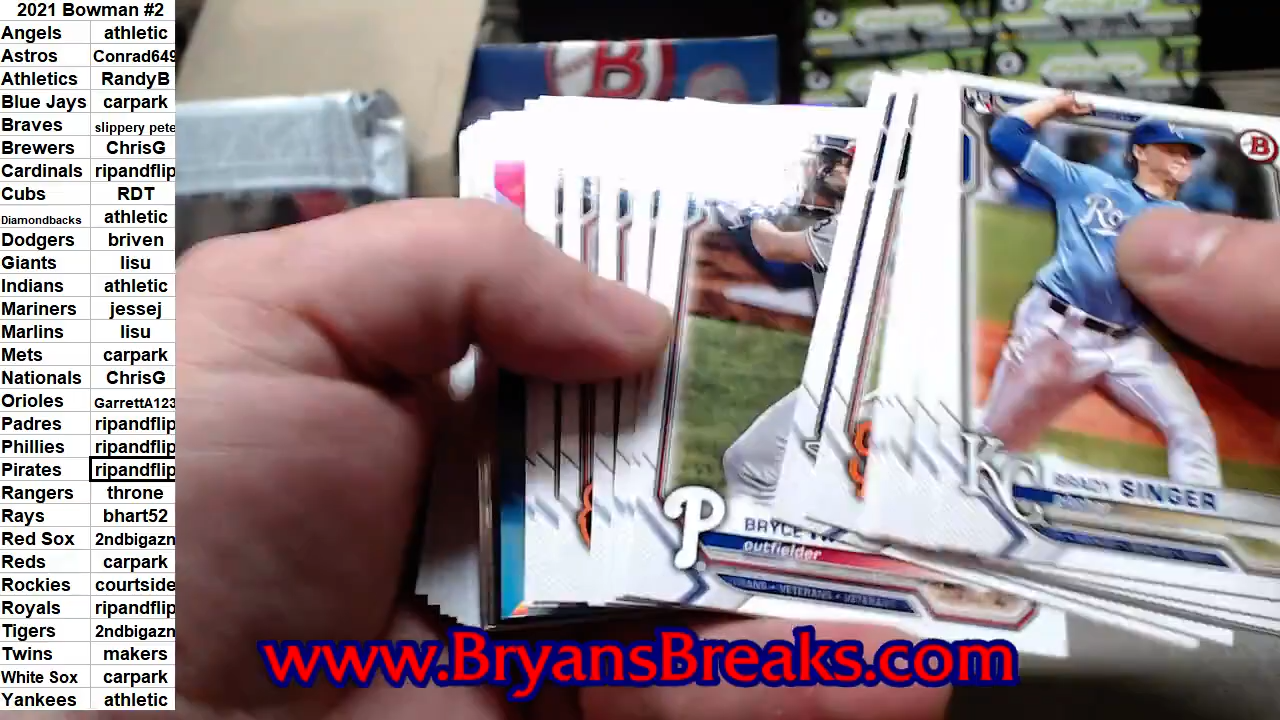 2021 Bowman #2
Angels athletic
Astros Conrad649
Athletics RandyB
Blue Jays carpark
Braves slippery pete
Brewers ChrisG
Cardinals ripandflip
Cubs RDT
Diamondbacks athletic
Dodgers briven
Giants lisu
Indians athletic
Mariners jessej
Marlins lisu
Mets carpark
Nationals ChrisG
Orioles GarrettA123
Padres ripandflip
Phillies ripandflip
Pirates ripandflip
Rangers throne
Rays bhart52
Red Sox 2ndbigazn
Reds carpark
Rockies courtside
Royals ripandflip
Tigers 2ndbigazn
Twins makers
White Sox carpark
Yankees athletic
B
B
Ro
KC
BRADY SINGER
P
BRYCE
outfielder
VETERANS
www.BryansBreaks.com